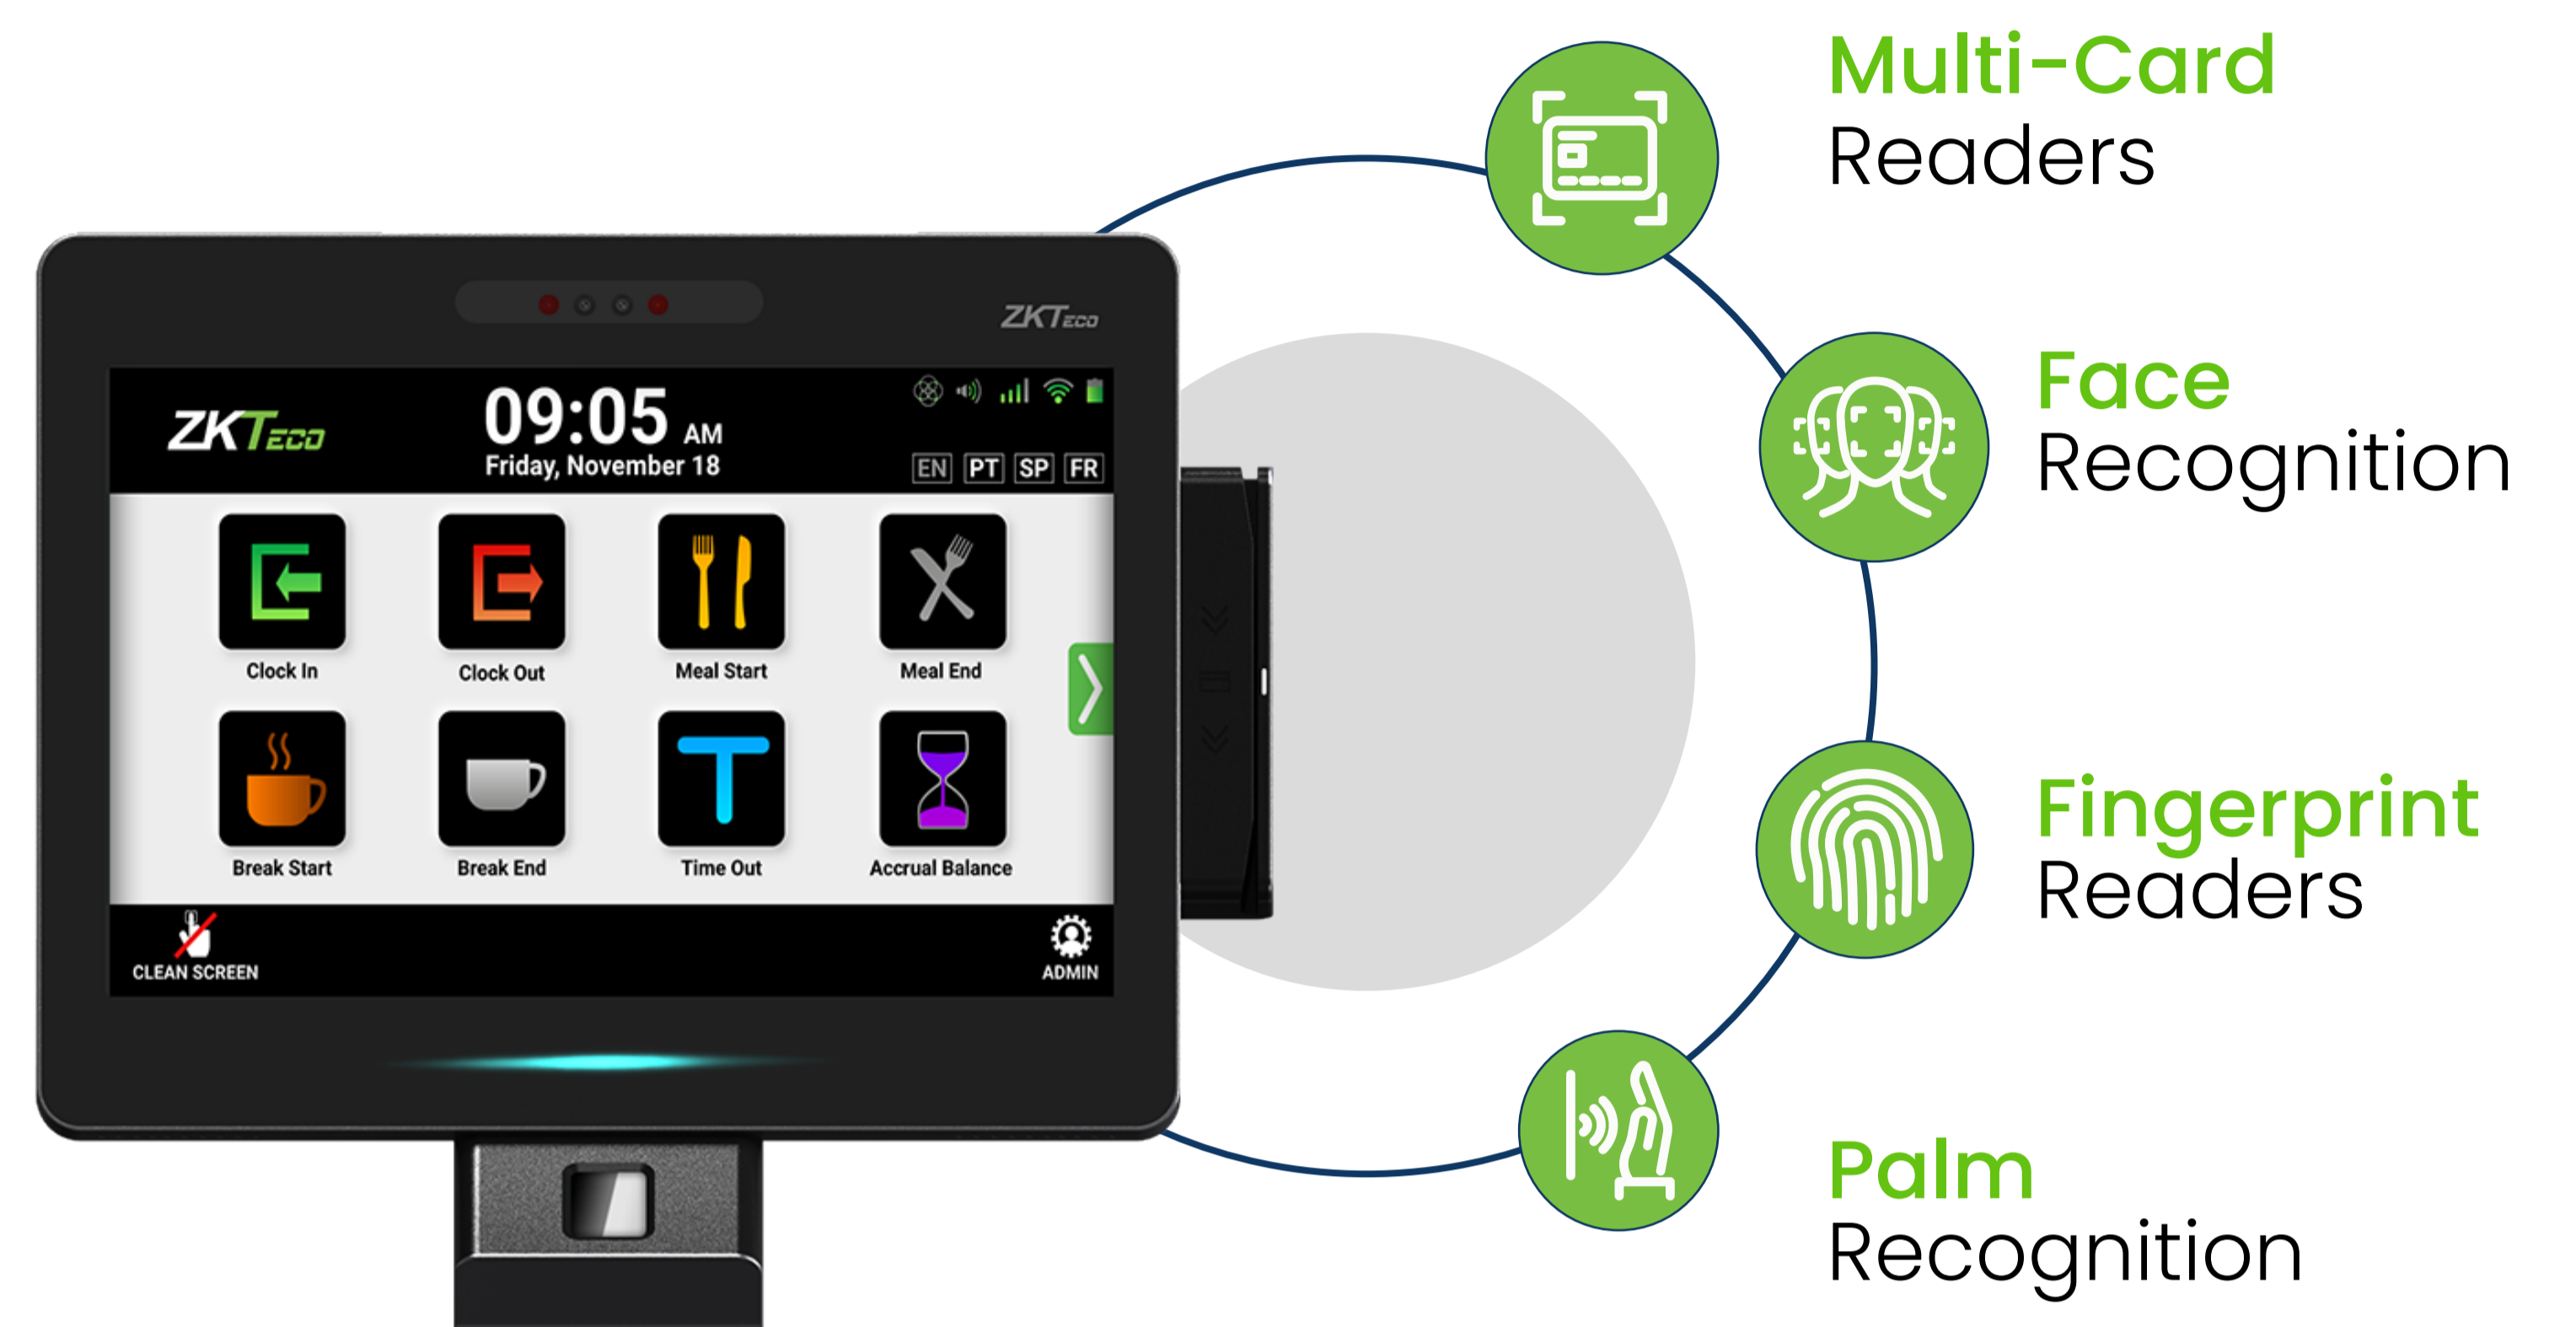 Multi-Card
Readers
Face
Recognition
Fingerprint
Readers
Palm
Recognition
ZKTECO
ZKTECO
09:05 AM
Friday, November 18
EN PT SP FR
Clock In
Clock Out
Meal Start
Meal End
Break Start
Break End
T
Time Out
Accrual Balance
CLEAN SCREEN
ADMIN